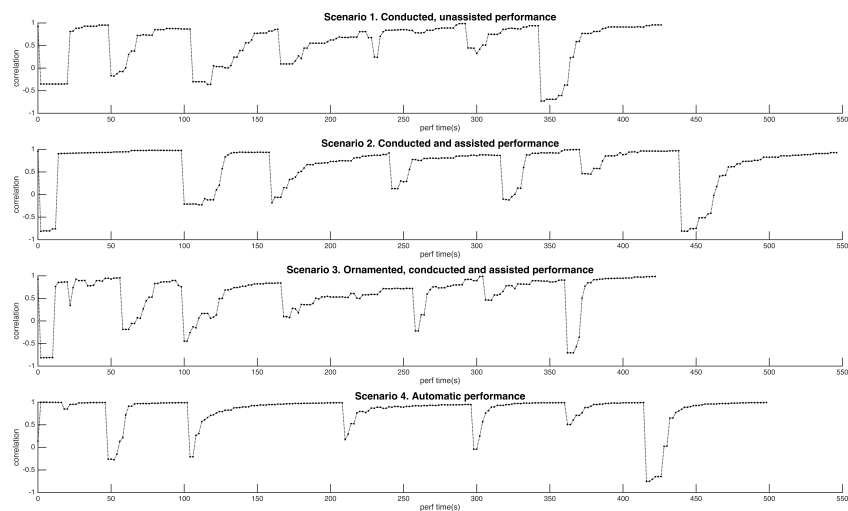 Scenario 1. Conducted, unassisted performance
1
0.5
0
-0.5
-1
correlation
0 50 100 150 200 250 300 350 400 450 500 550
perf time(s)
Scenario 2. Conducted and assisted performance
1
0.5
0
-0.5
-1
correlation
0 50 100 150 200 250 300 350 400 450 500 550
perf time(s)
Scenario 3. Ornamented, condcucted and assisted performance
1
0.5
0
-0.5
-1
correlation
0 50 100 150 200 250 300 350 400 450 500 550
perf time(s)
Scenario 4. Automatic performance
1
0.5
0
-0.5
-1
correlation
0 50 100 150 200 250 300 350 400 450 500 550
perf time(s)